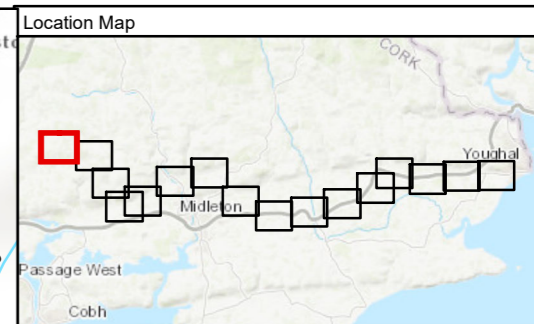 Location Map
CORK
Youghal
Midleton
Passage West
Cobh